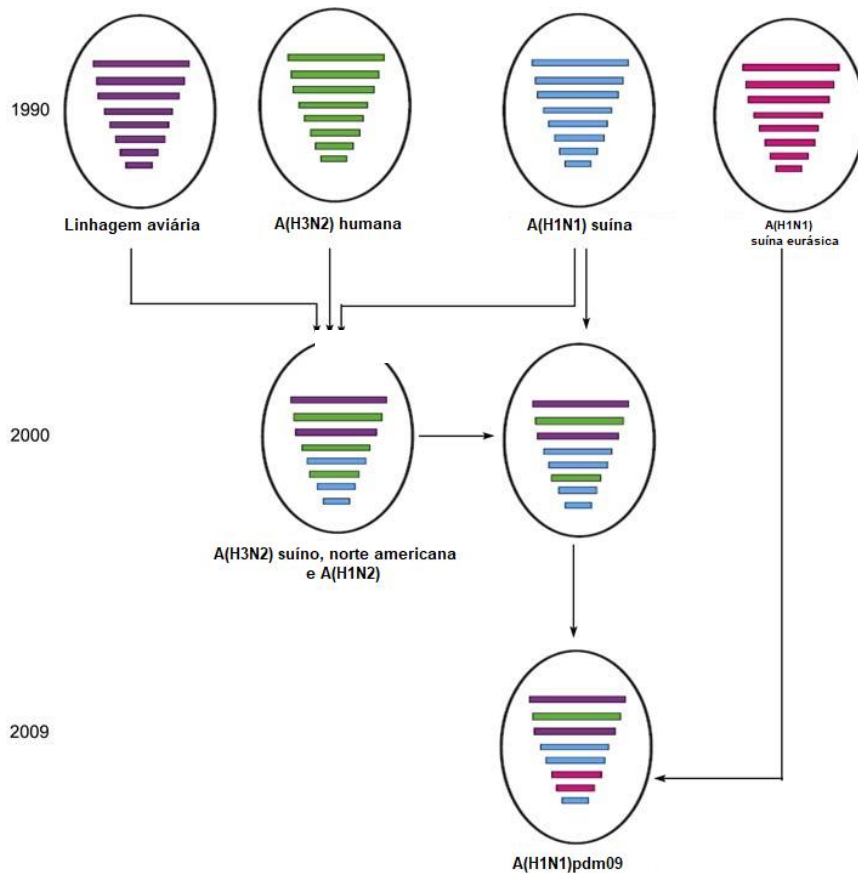 1990
Linhagem aviária
A(H3N2) humana
A(H1N1) suína
A(H1N1)
suína eurásica
2000
A(H3N2) suíno, norte americana
e A(H1N2)
2009
A(H1N1)pdm09